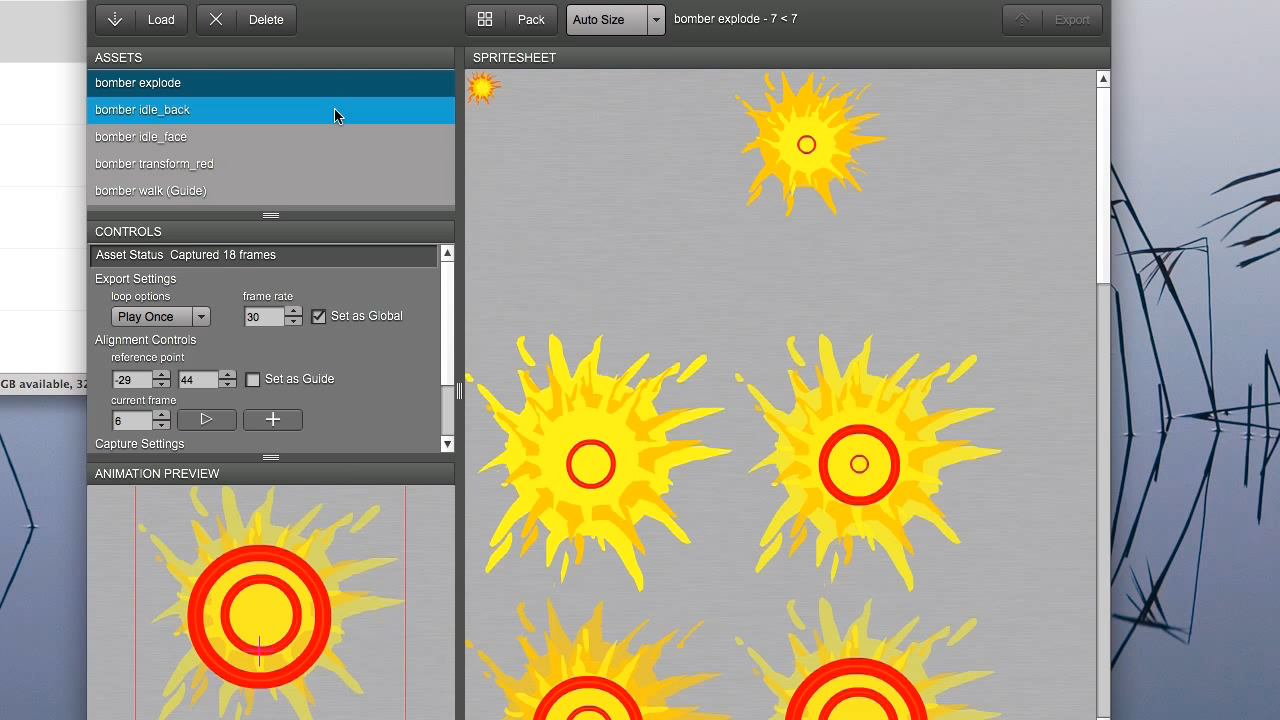 Load
Delete
Pack
Auto Size
bomber explode - 7 < 7
Export
ASSETS
bomber explode
bomber idle_back
bomber idle_face
bomber transform_red
bomber walk (Guide)
CONTROLS
Asset Status Captured 18 frames
Export Settings
loop options
frame rate
Play Once
30
Set as Global
Alignment Controls
reference point
-29
44
Set as Guide
current frame
6
Capture Settings
ANIMATION PREVIEW
SPRITESHEET
GB available, 32